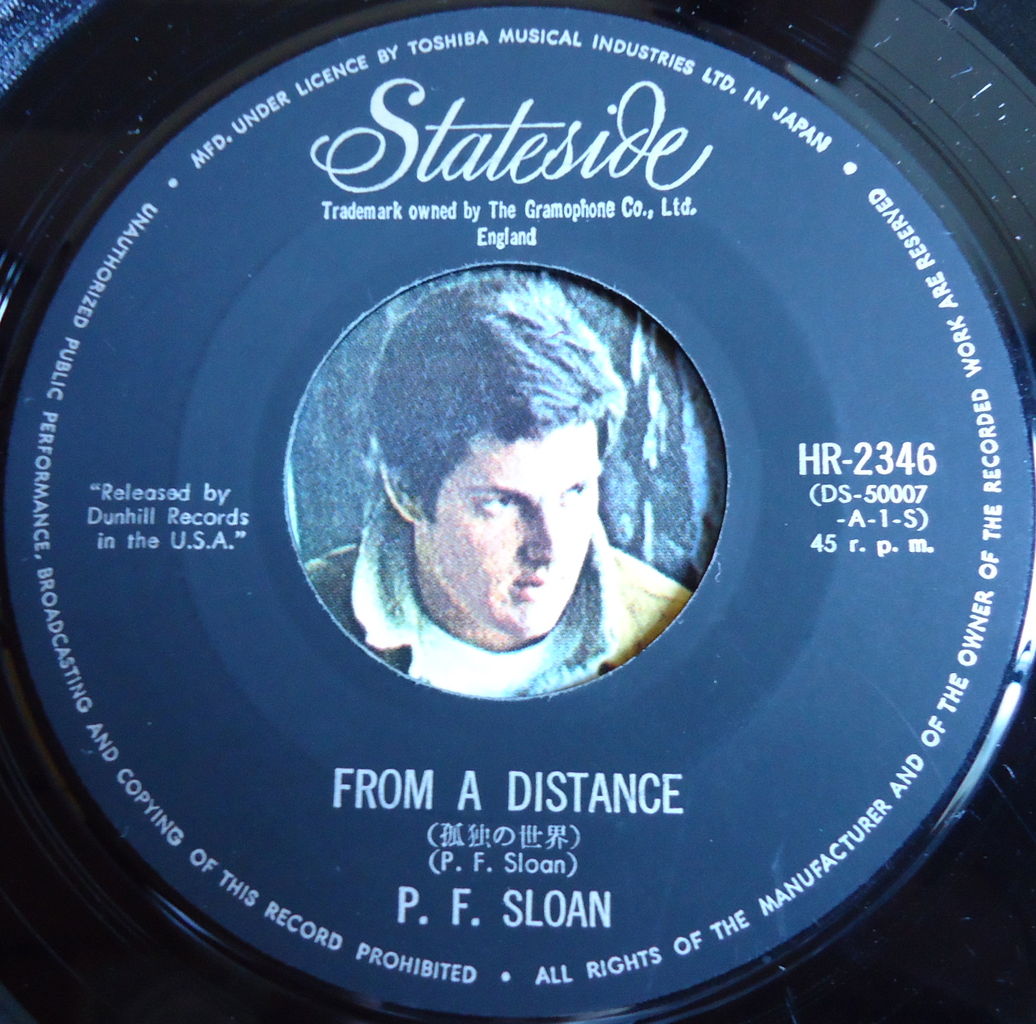 MFD. UNDER LICENCE BY TOSHIBA MUSICAL INDUSTRIES LTD. IN JAPAN
Stateside
Trademark owned by The Gramophone Co., Ltd.
England
"Released by
Dunhill Records
in the U.S.A."
HR-2346
(DS-50007
-A-1-S)
45 r. p. m.
FROM A DISTANCE
(孤独の世界)
(P. F. Sloan)
P. F. SLOAN
UNAUTHORIZED PUBLIC PERFORMANCE, BROADCASTING AND COPYING OF THIS RECORD PROHIBITED • ALL RIGHTS OF THE MANUFACTURER AND OF THE OWNER OF THE RECORDED WORK ARE RESERVED